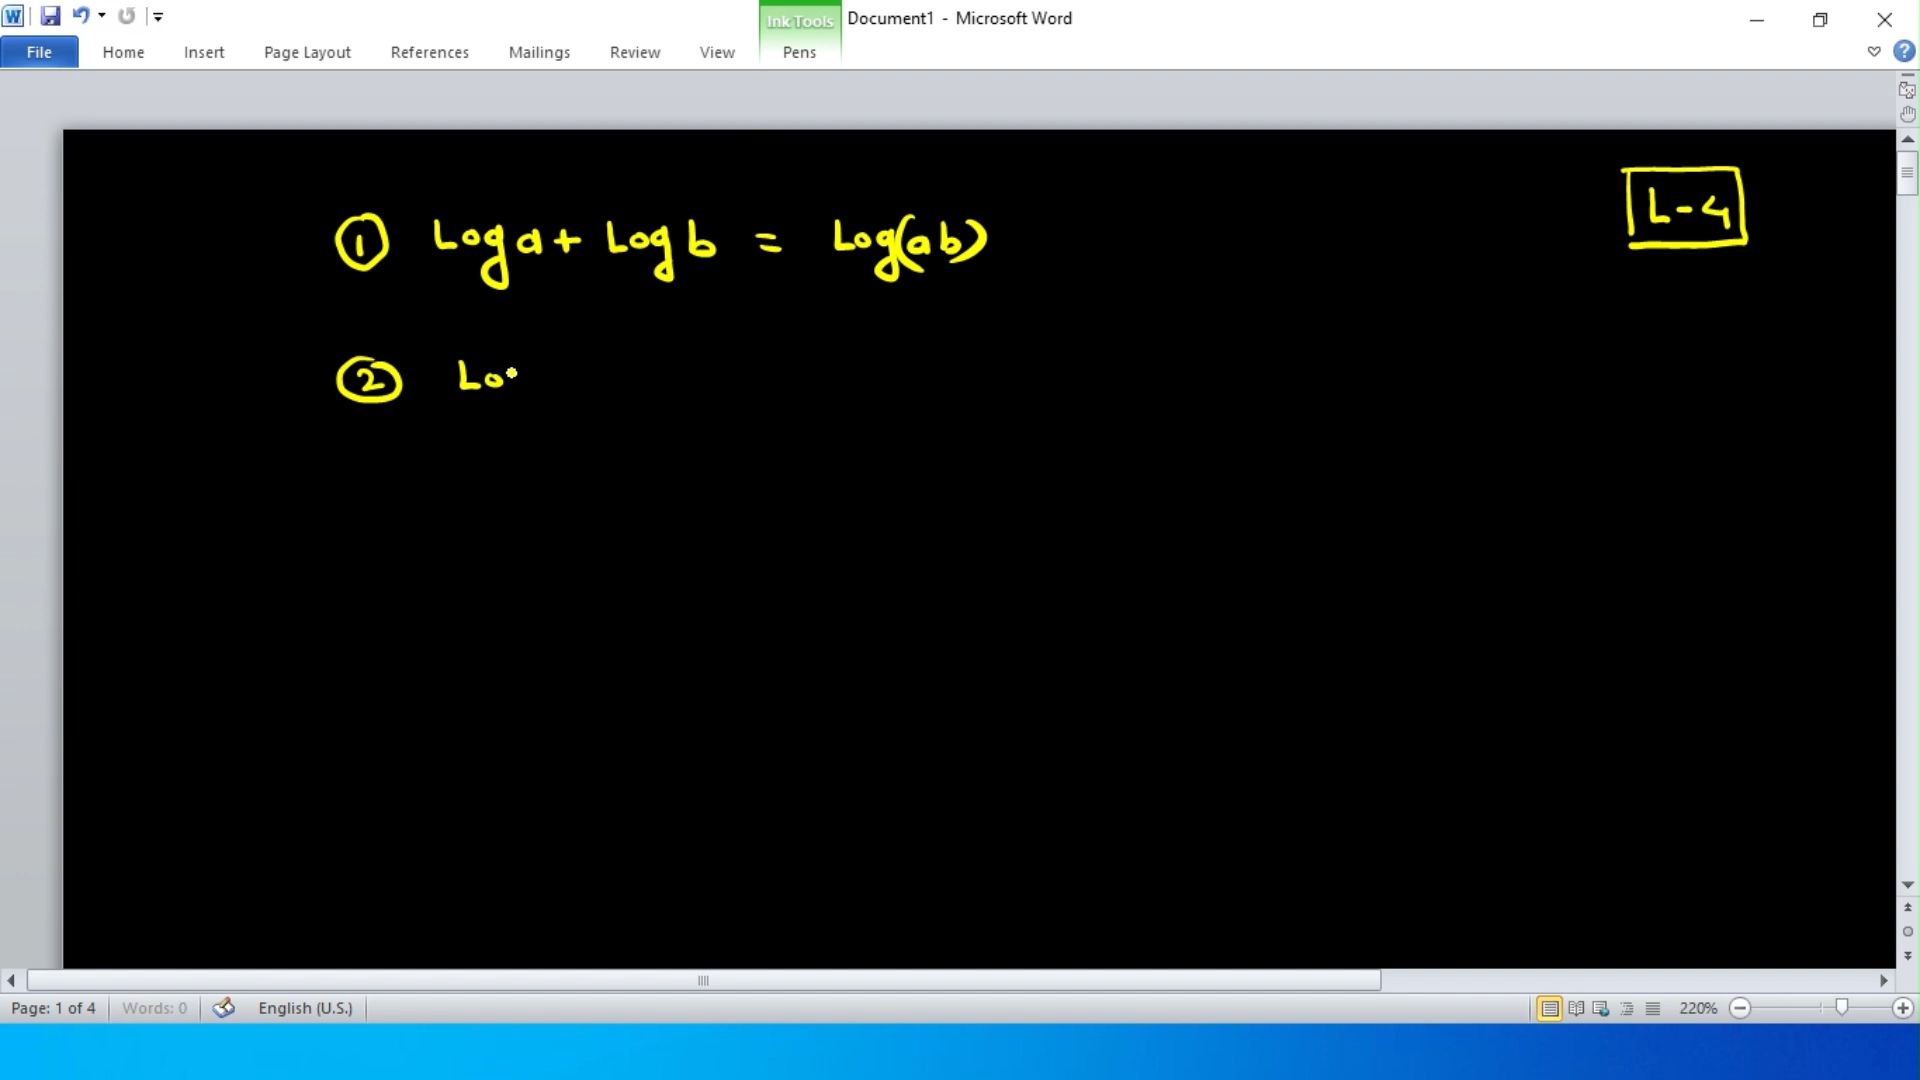 Document1 - Microsoft Word
Ink Tools
File Home Insert Page Layout References Mailings Review View Pens
L-4
① Log a + Log b = Log(ab)
② Lo
Page: 1 of 4 Words: 0 English (U.S.) 220%